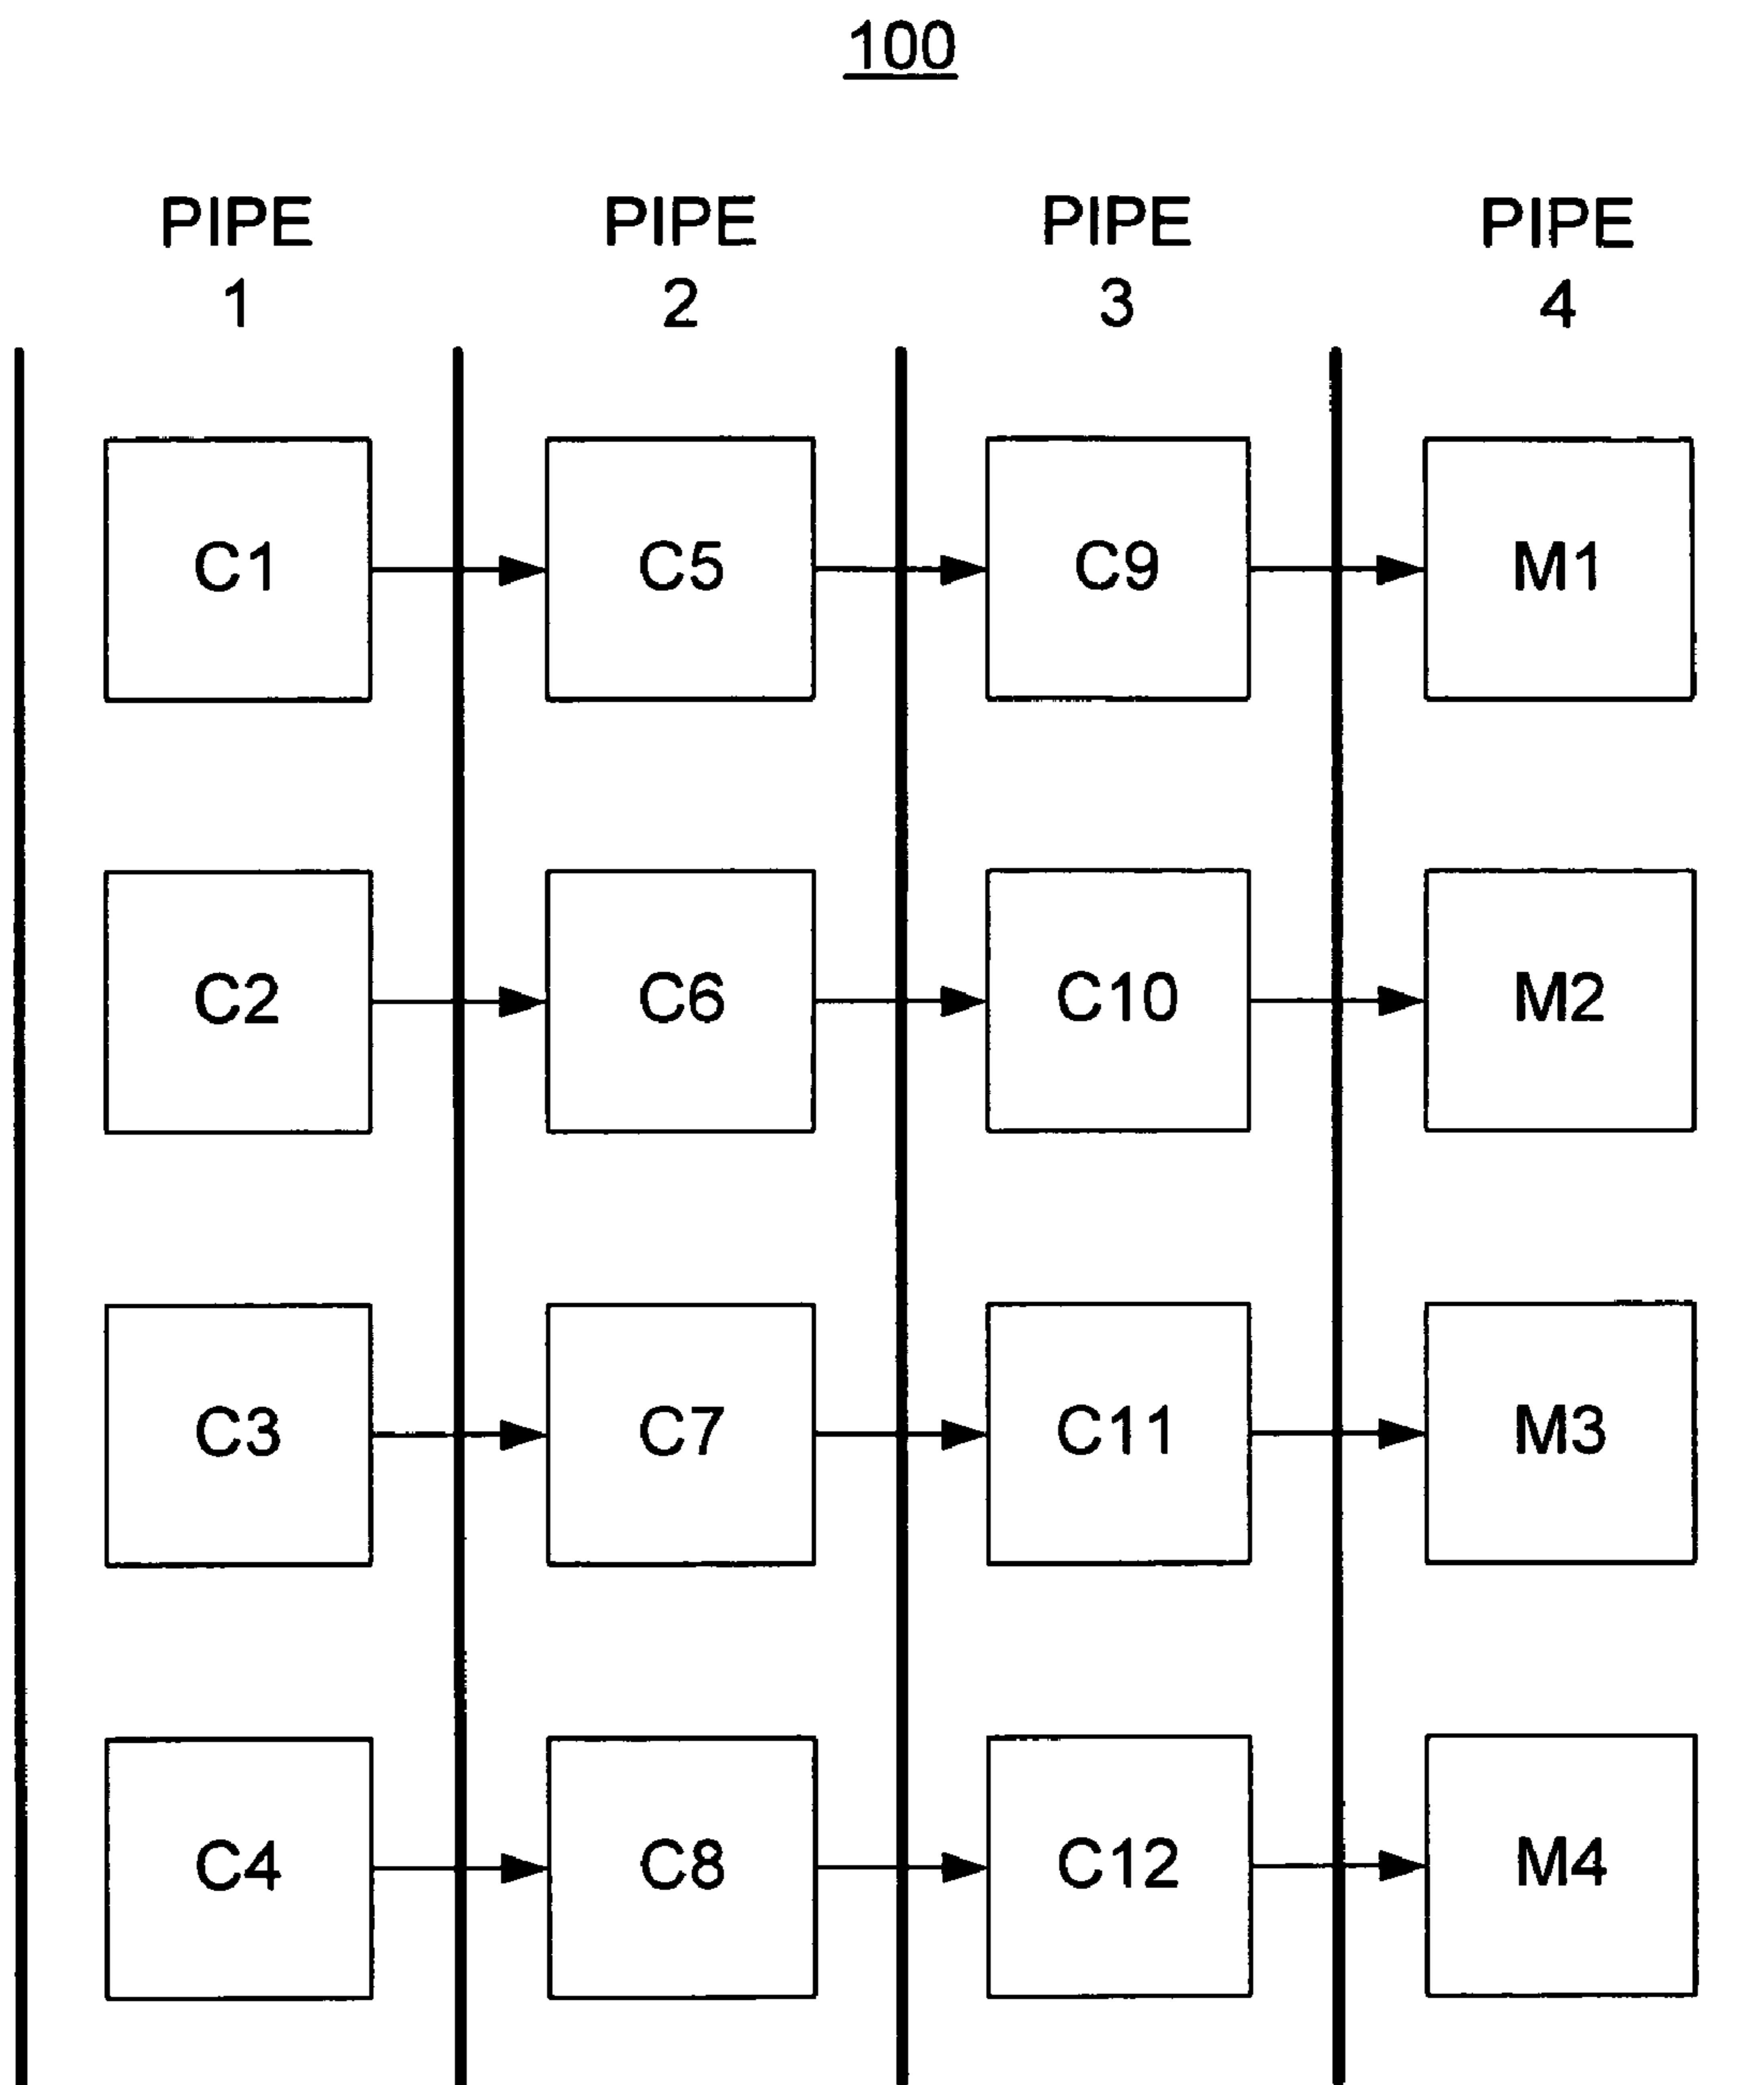 100
PIPE PIPE PIPE PIPE
1 2 3 4
C1 C5 C9 M1
C2 C6 C10 M2
C3 C7 C11 M3
C4 C8 C12 M4